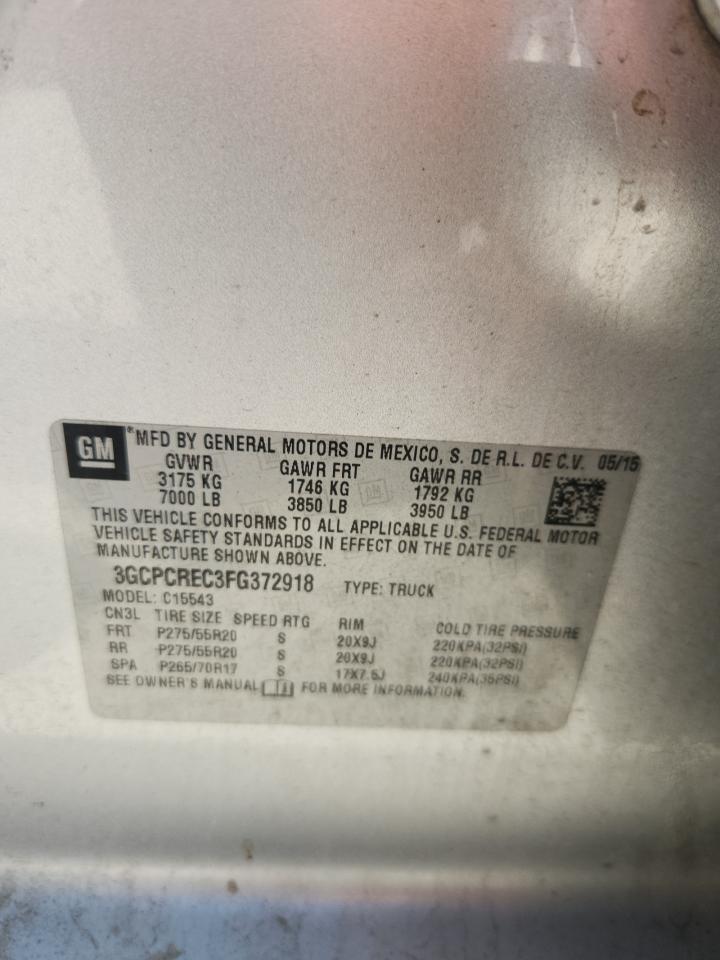 GM
® MFD BY GENERAL MOTORS DE MEXICO, S. DE R.L. DE C.V. 05/15
GVWR GAWR FRT GAWR RR
3175 KG 1746 KG 1792 KG
7000 LB 3850 LB 3950 LB
THIS VEHICLE CONFORMS TO ALL APPLICABLE U.S. FEDERAL MOTOR
VEHICLE SAFETY STANDARDS IN EFFECT ON THE DATE OF
MANUFACTURE SHOWN ABOVE.
3GCPCREC3FG372918 TYPE: TRUCK
MODEL: C15543
CN3L TIRE SIZE SPEED RTG RIM COLD TIRE PRESSURE
FRT P275/55R20 S 20X9J 220KPA(32PSI)
RR P275/55R20 S 20X9J 220KPA(32PSI)
SPA P265/70R17 S 17X7.5J 240KPA(35PSI)
SEE OWNER'S MANUAL FOR MORE INFORMATION.